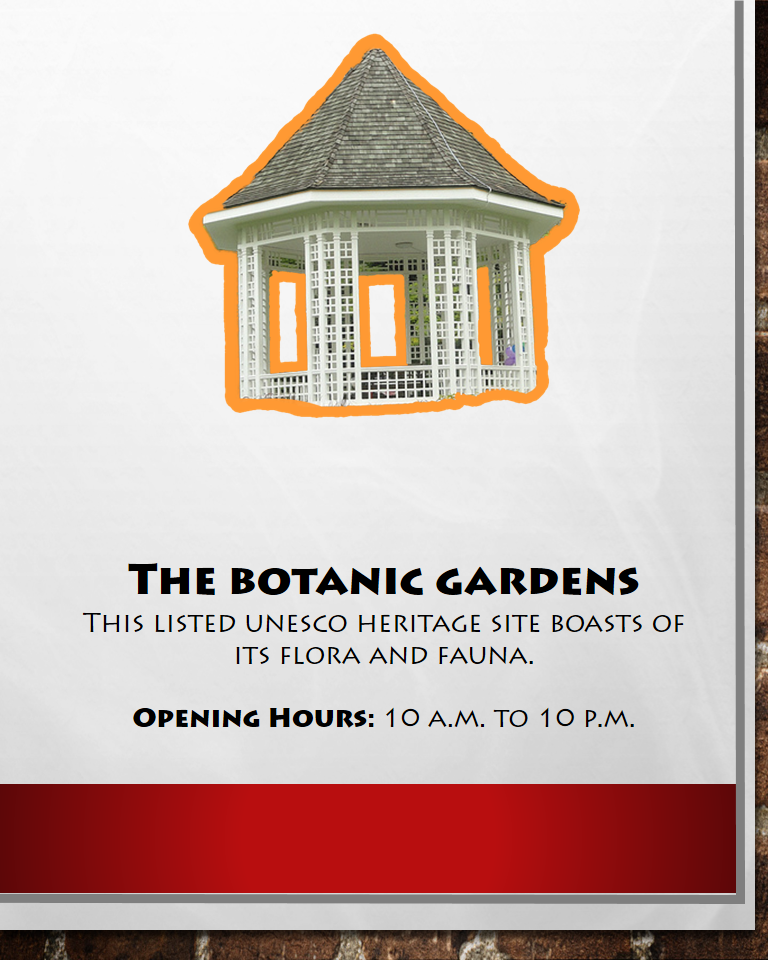 The botanic gardens
This listed unesco heritage site boasts of
its flora and fauna.
Opening Hours: 10 a.m. to 10 p.m.